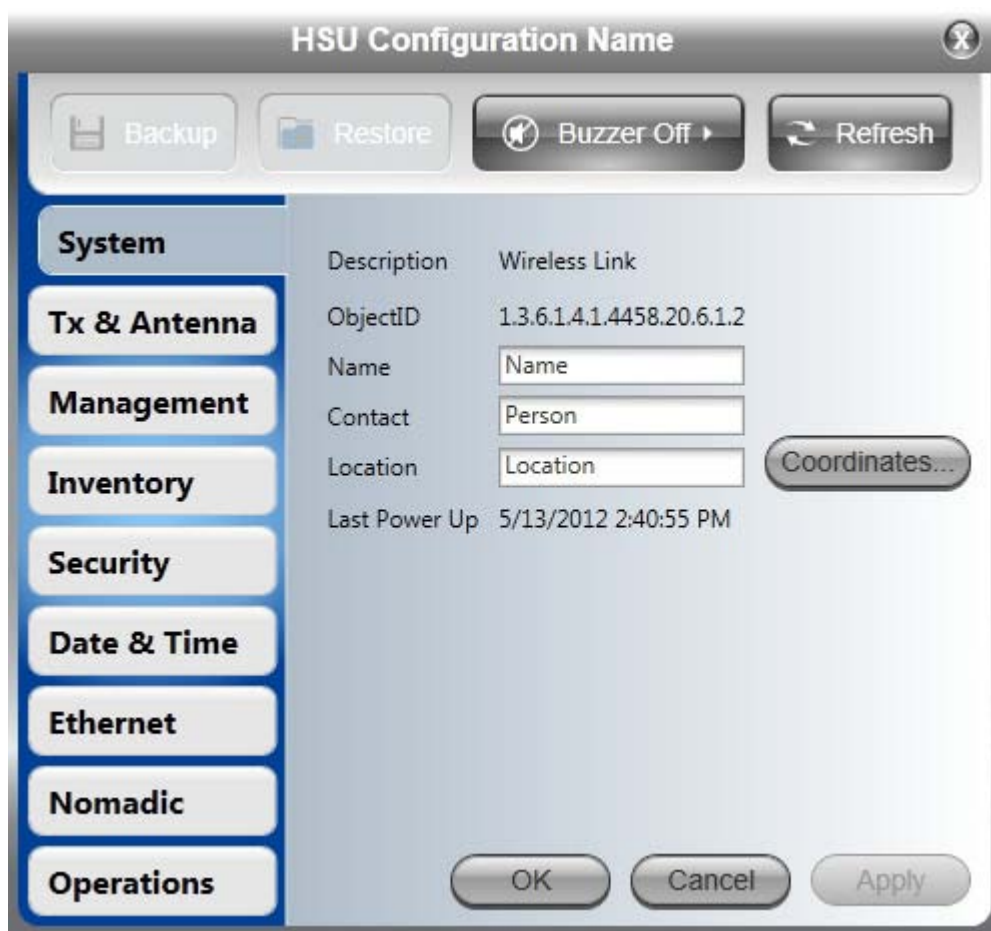 HSU Configuration Name
X
Backup Restore Buzzer Off Refresh
System
Tx & Antenna
Management
Inventory
Security
Date & Time
Ethernet
Nomadic
Operations
Description Wireless Link
ObjectID 1.3.6.1.4.1.4458.20.6.1.2
Name Name
Contact Person
Location Location Coordinates...
Last Power Up 5/13/2012 2:40:55 PM
OK Cancel Apply